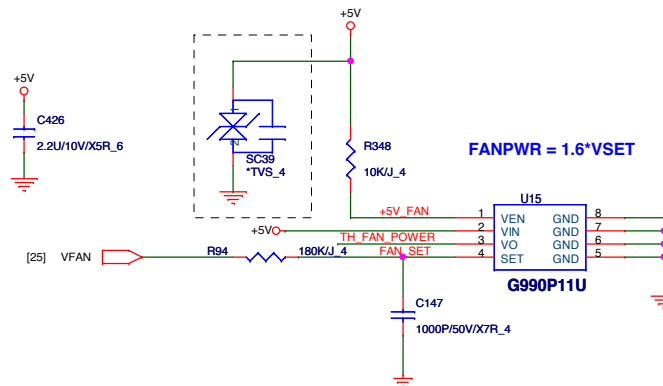 +5V
+5V
C426
2.2U/10V/X5R_6
1
2
SC39
*TVS_4
R348
10K/J_4
FANPWR = 1.6*VSET
U15
+5V_FAN
1
VEN
GND
8
+5V
2
VIN
GND
7
TH_FAN_POWER
3
VO
GND
6
[25]
VFAN
R94
180K/J_4
FAN_SET
4
SET
GND
5
G990P11U
C147
1000P/50V/X7R_4